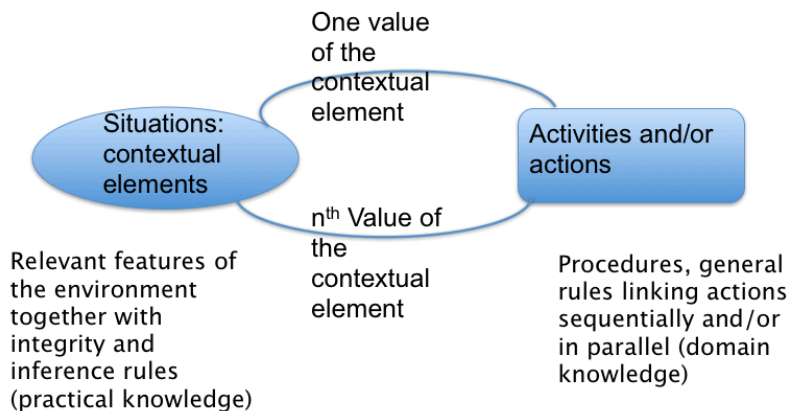 One value
of the
contextual
element
Situations:
contextual
elements
Activities and/or
actions
nth Value of
the
contextual
element
Relevant features of
the environment
together with
integrity and
inference rules
(practical knowledge)
Procedures, general
rules linking actions
sequentially and/or
in parallel (domain
knowledge)